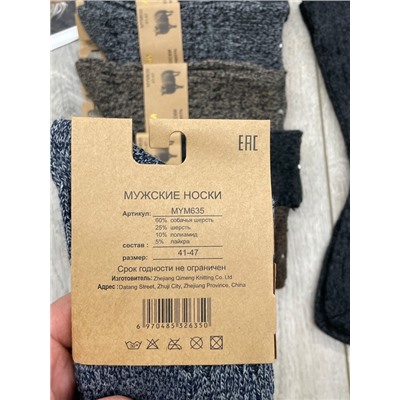 EAC
МУЖСКИЕ НОСКИ
Артикул: MYM635
60% собачья шерсть
25% шерсть
10% полиамид
состав : 5% лайкра
размер: 41-47
Срок годности не ограничен
Изготовитель : Zhejiang Qimeng Knitting Co. Ltd
Адрес : Datang Street, Zhuji City, Zhejiang Province, China
6 970485 326350